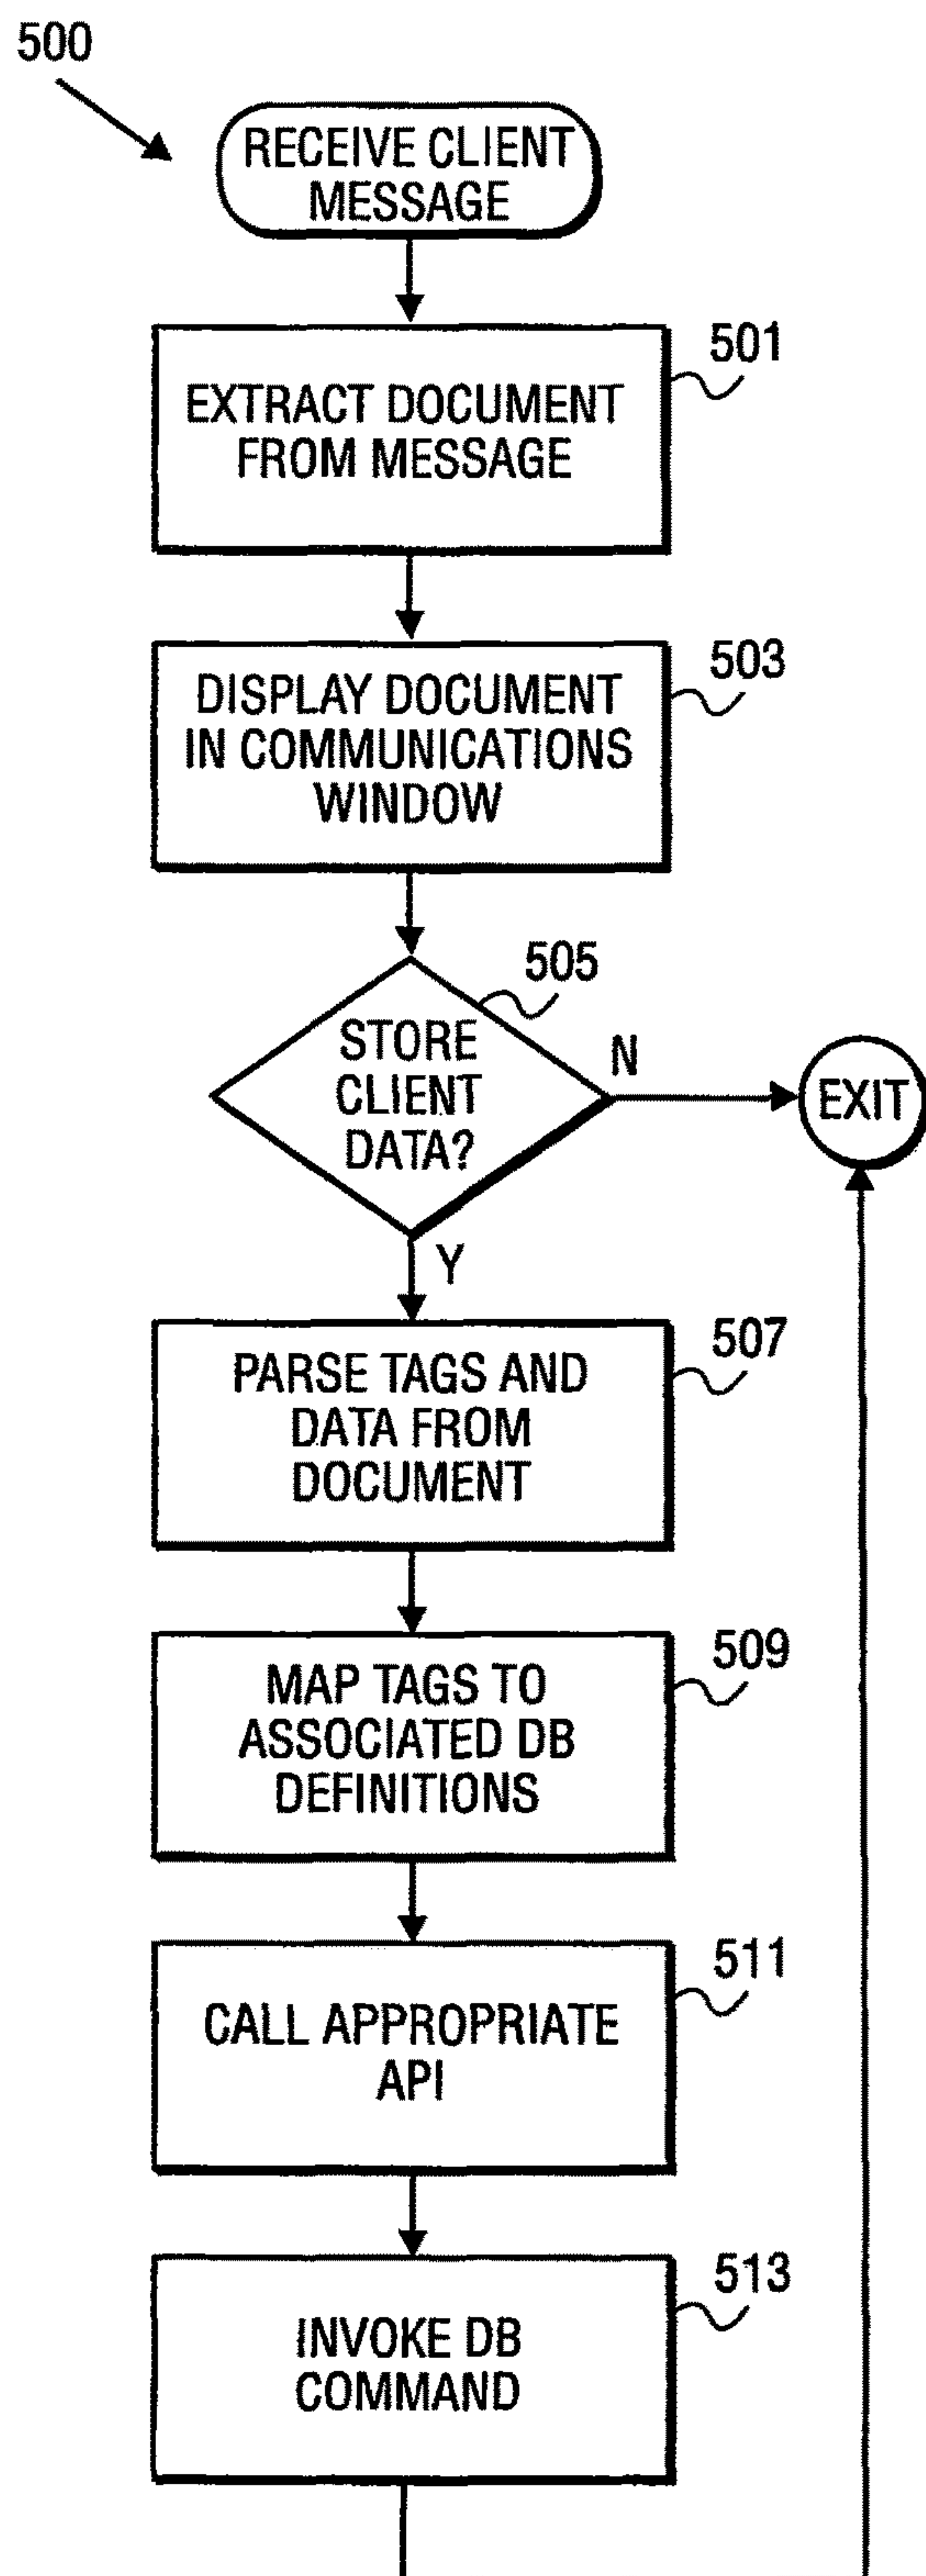 500
RECEIVE CLIENT
MESSAGE
501
EXTRACT DOCUMENT
FROM MESSAGE
503
DISPLAY DOCUMENT
IN COMMUNICATIONS
WINDOW
505
STORE
CLIENT
DATA?
N
EXIT
Y
507
PARSE TAGS AND
DATA FROM
DOCUMENT
509
MAP TAGS TO
ASSOCIATED DB
DEFINITIONS
511
CALL APPROPRIATE
API
513
INVOKE DB
COMMAND